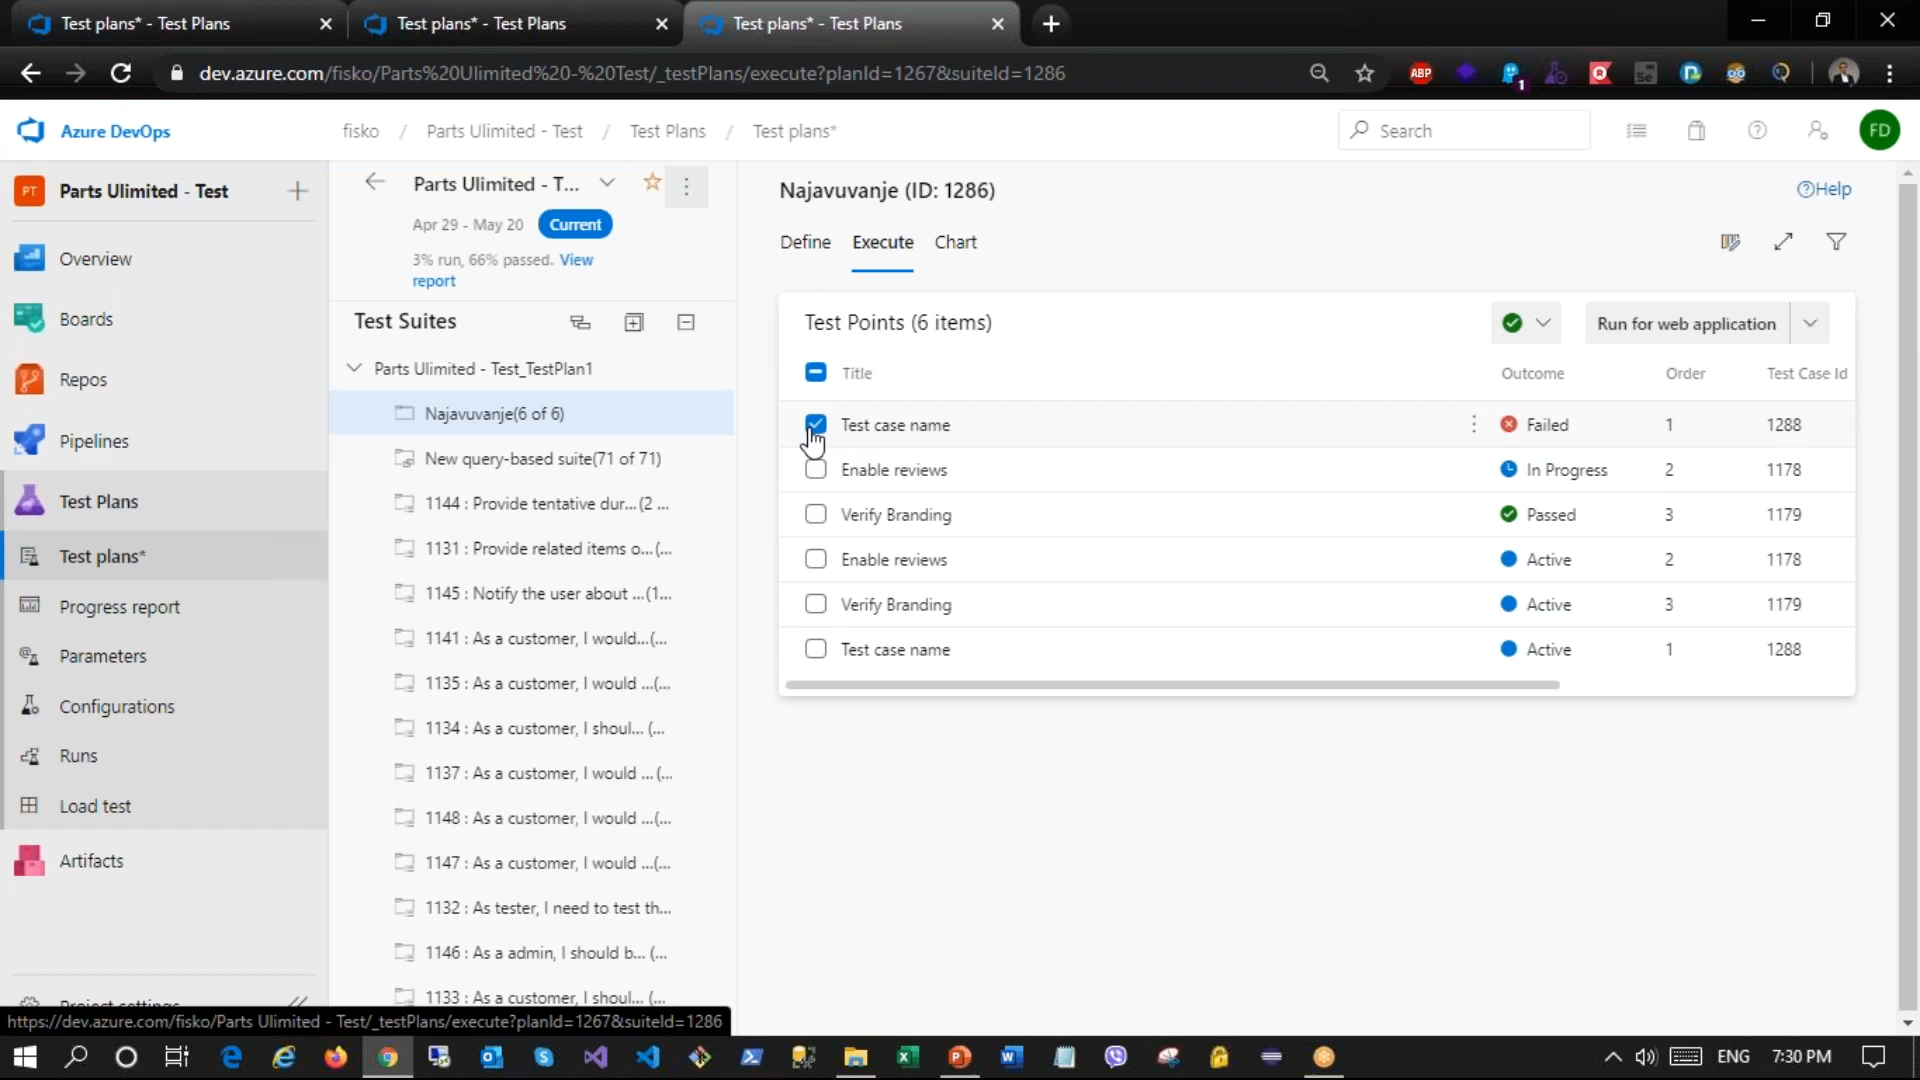 Test plans* - Test Plans
Test plans* - Test Plans
Test plans* - Test Plans
dev.azure.com/fisko/Parts%20Ulimited%20-%20Test/_testPlans/execute?planId=1267&suiteId=1286
ABP
1
Se
Azure DevOps
fisko / Parts Ulimited - Test / Test Plans / Test plans*
Search
FD
PT
Parts Ulimited - Test
Overview
Boards
Repos
Pipelines
Test Plans
Test plans*
Progress report
Parameters
Configurations
Runs
Load test
Artifacts
Project settings
Parts Ulimited - T...
Apr 29 - May 20 Current
3% run, 66% passed. View
report
Test Suites
Parts Ulimited - Test_TestPlan1
Najavuvanje(6 of 6)
New query-based suite(71 of 71)
1144 : Provide tentative dur...(2 ...
1131 : Provide related items o...(...
1145 : Notify the user about ...(1...
1141 : As a customer, I would...(...
1135 : As a customer, I would ...(...
1134 : As a customer, I shoul... (...
1137 : As a customer, I would ... (...
1148 : As a customer, I would ...(...
1147 : As a customer, I would ...(...
1132 : As tester, I need to test th...
1146 : As a admin, I should b... (...
1133 : As a customer, I shoul... (...
Najavuvanje (ID: 1286)
Help
Define Execute Chart
Test Points (6 items)
Run for web application
Title Outcome Order Test Case Id
Test case name Failed 1 1288
Enable reviews In Progress 2 1178
Verify Branding Passed 3 1179
Enable reviews Active 2 1178
Verify Branding Active 3 1179
Test case name Active 1 1288
https://dev.azure.com/fisko/Parts Ulimited - Test/_testPlans/execute?planId=1267&suiteId=1286
ENG 7:30 PM